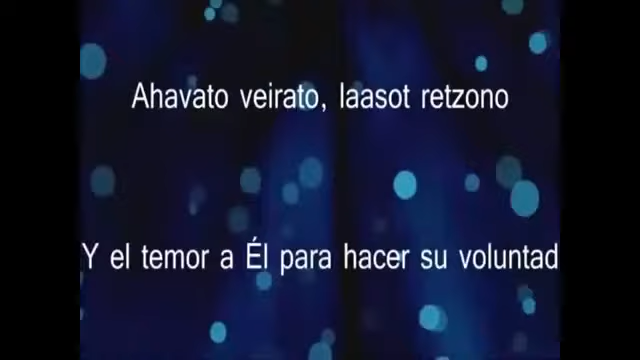 Ahavato veirato, laasot retzono
Y el temor a Él para hacer su voluntad